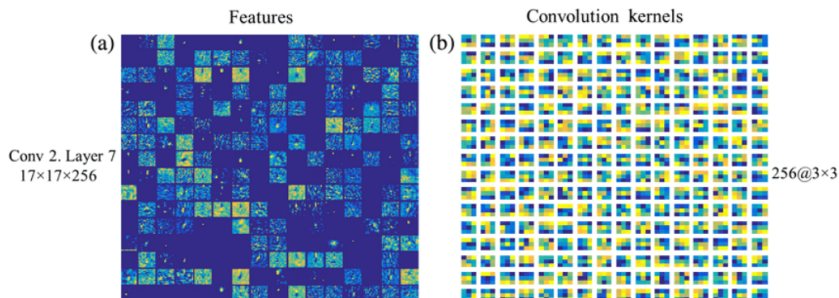 Features
Convolution kernels
(a)
(b)
Conv 2. Layer 7
17×17×256
256@3×3